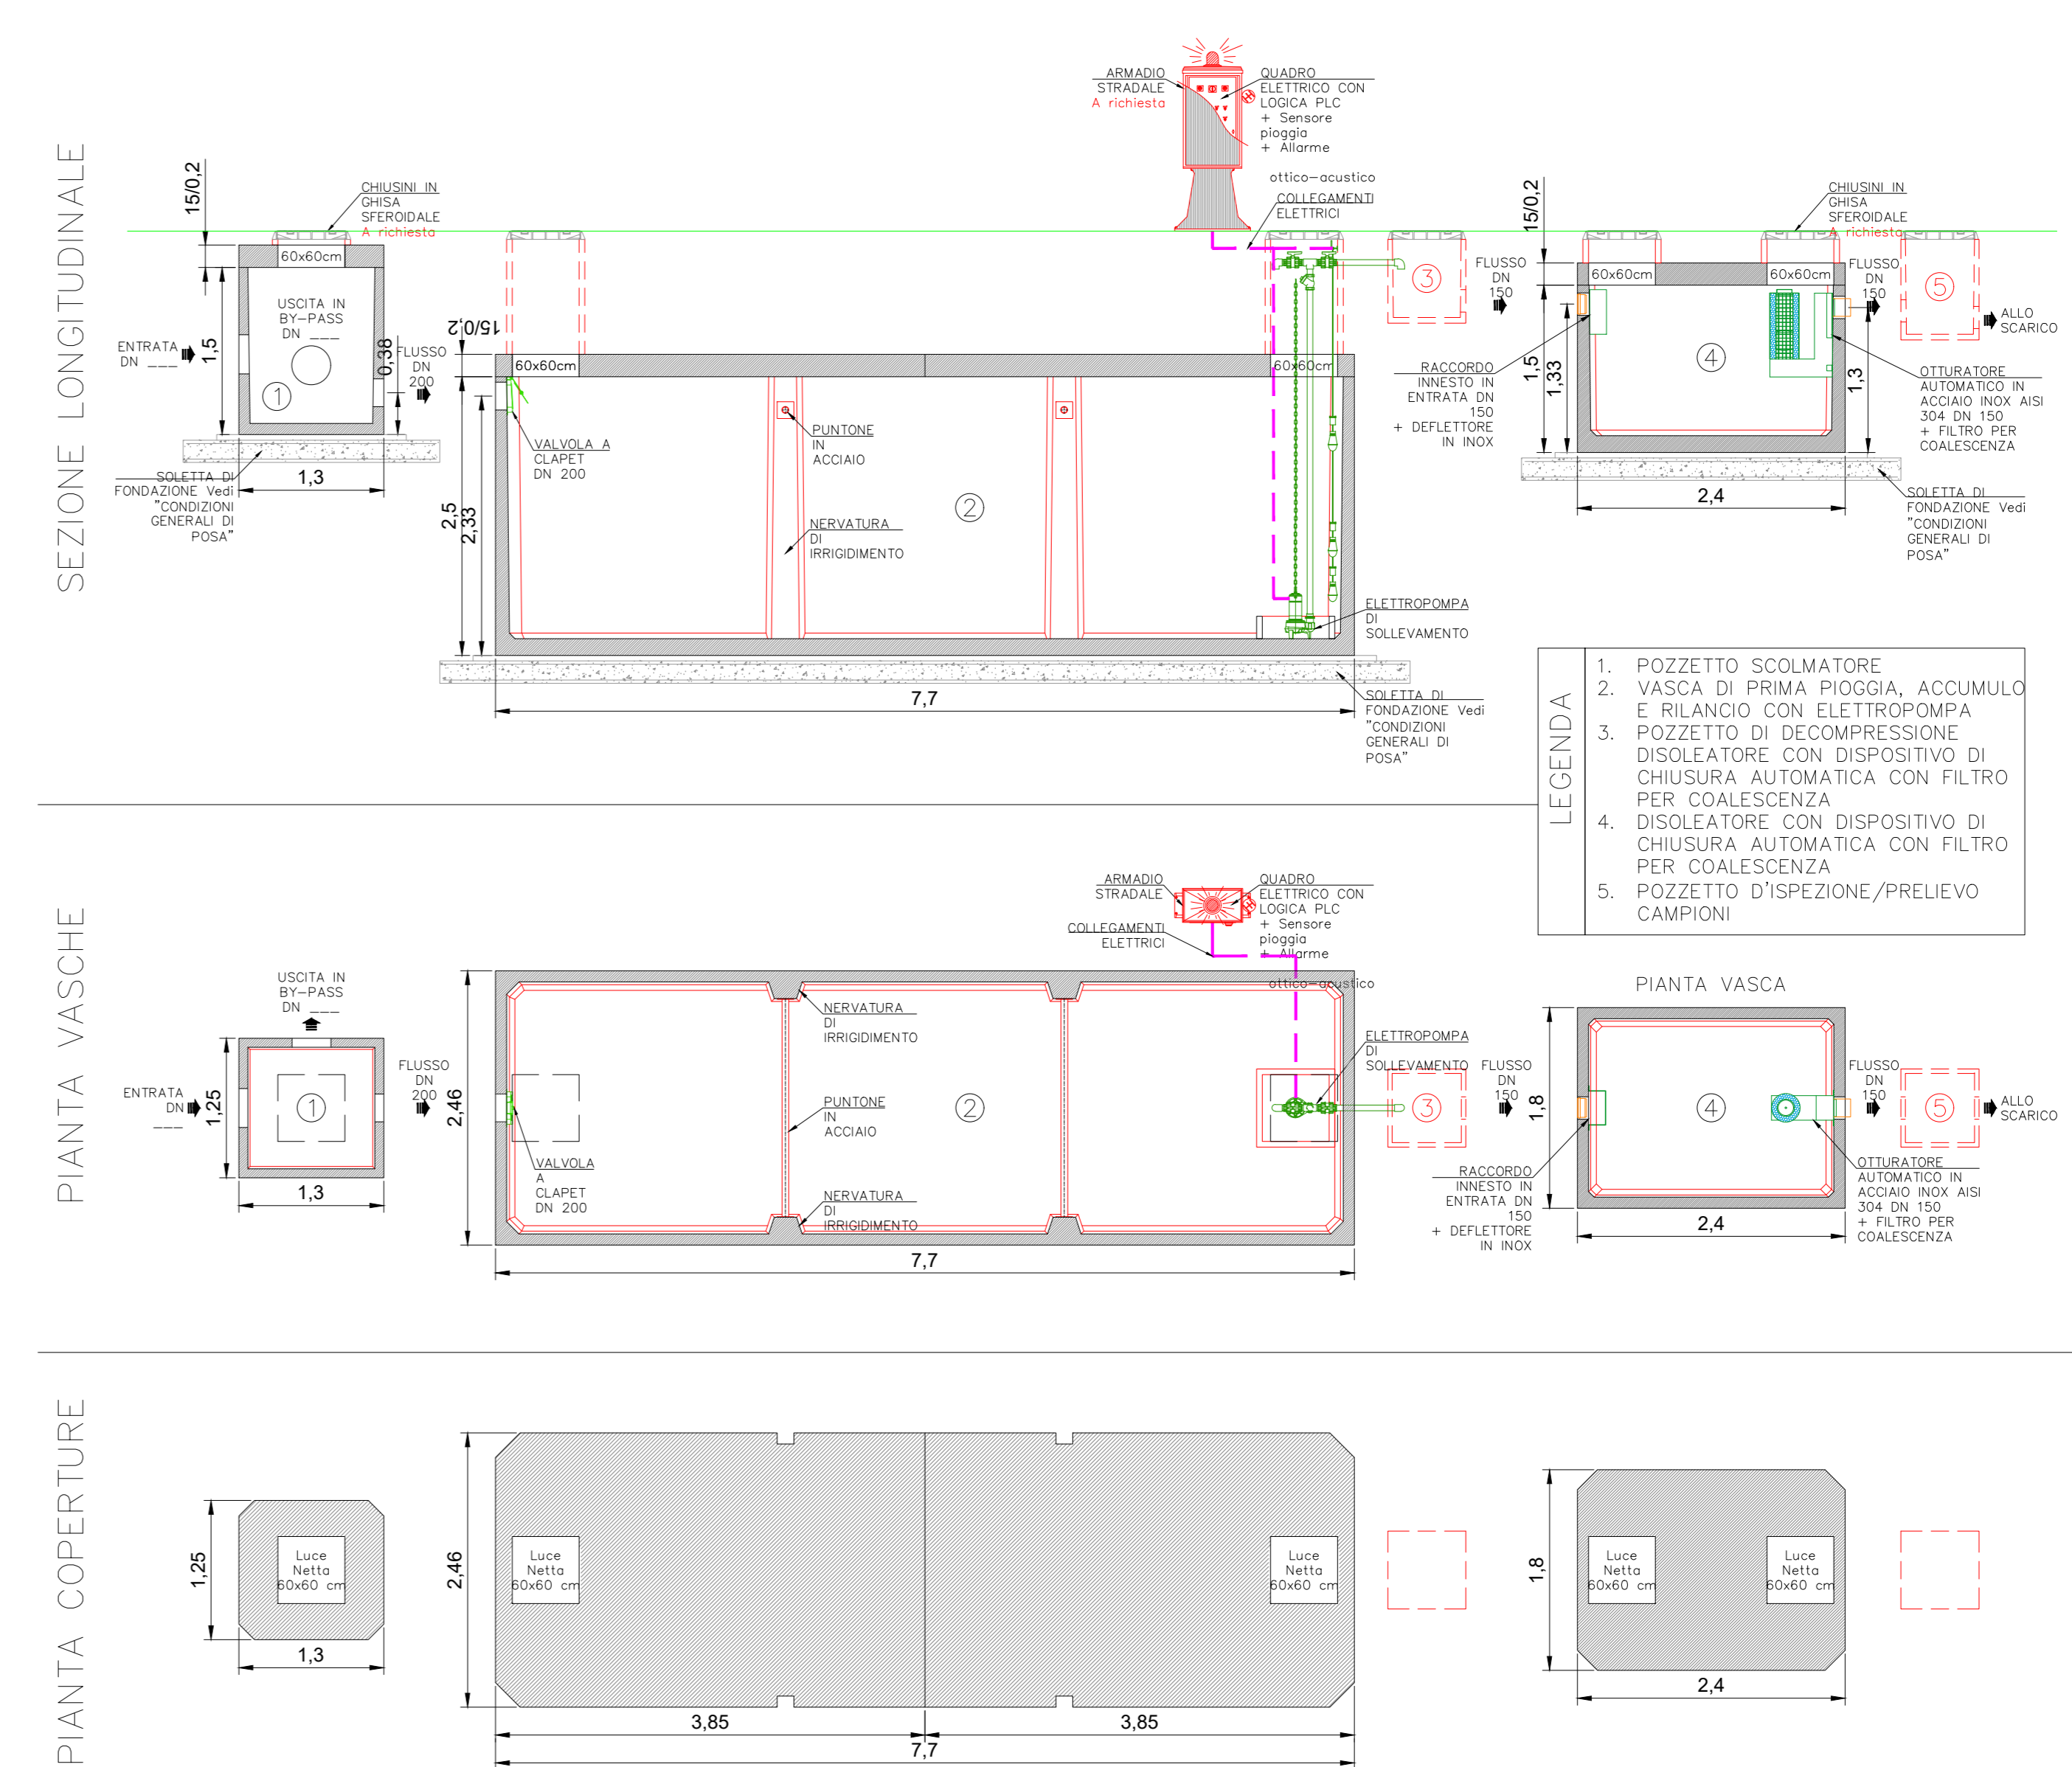 SEZIONE LONGITUDINALE
15/0,2
CHIUSINI IN
GHISA
SFEROIDALE
A richiesta
60x60cm
USCITA IN
BY-PASS
DN ___
ENTRATA
DN ___
1,5
0,38
1
FLUSSO
DN
200
SOLETTA DI
FONDAZIONE Vedi
"CONDIZIONI
GENERALI DI
POSA"
1,3
15/0,2
60x60cm
2,5
2,33
VALVOLA A
CLAPET
DN 200
PUNTONE
IN
ACCIAIO
NERVATURA
DI
IRRIGIDIMENTO
2
ARMADIO
STRADALE
A richiesta
QUADRO
ELETTRICO CON
LOGICA PLC
+ Sensore
pioggia
+ Allarme
ottico-acustico
COLLEGAMENTI
ELETTRICI
60x60cm
ELETTROPOMPA
DI
SOLLEVAMENTO
SOLETTA DI
FONDAZIONE Vedi
"CONDIZIONI
GENERALI DI
POSA"
7,7
3
FLUSSO
DN
150
15/0,2
60x60cm
60x60cm
CHIUSINI IN
GHISA
SFEROIDALE
A richiesta
FLUSSO
DN
150
5
ALLO
SCARICO
RACCORDO
INNESTO IN
ENTRATA DN
150
+ DEFLETTORE
IN INOX
1,5
1,33
4
1,3
OTTURATORE
AUTOMATICO IN
ACCIAIO INOX AISI
304 DN 150
+ FILTRO PER
COALESCENZA
2,4
SOLETTA DI
FONDAZIONE Vedi
"CONDIZIONI
GENERALI DI
POSA"
LEGENDA
1. POZZETTO SCOLMATORE
2. VASCA DI PRIMA PIOGGIA, ACCUMULO
E RILANCIO CON ELETTROPOMPA
3. POZZETTO DI DECOMPRESSIONE
DISOLEATORE CON DISPOSITIVO DI
CHIUSURA AUTOMATICA CON FILTRO
PER COALESCENZA
4. DISOLEATORE CON DISPOSITIVO DI
CHIUSURA AUTOMATICA CON FILTRO
PER COALESCENZA
5. POZZETTO D'ISPEZIONE/PRELIEVO
CAMPIONI
PIANTA VASCHE
USCITA IN
BY-PASS
DN ___
ENTRATA
DN
___
1,25
1
FLUSSO
DN
200
1,3
2,46
VALVOLA
A
CLAPET
DN 200
NERVATURA
DI
IRRIGIDIMENTO
PUNTONE
IN
ACCIAIO
NERVATURA
DI
IRRIGIDIMENTO
2
ARMADIO
STRADALE
COLLEGAMENTI
ELETTRICI
QUADRO
ELETTRICO CON
LOGICA PLC
+ Sensore
pioggia
+ Allarme
ottico-acustico
ELETTROPOMPA
DI
SOLLEVAMENTO
7,7
3
FLUSSO
DN
150
PIANTA VASCA
1,8
4
FLUSSO
DN
150
5
ALLO
SCARICO
RACCORDO
INNESTO IN
ENTRATA DN
150
+ DEFLETTORE
IN INOX
OTTURATORE
AUTOMATICO IN
ACCIAIO INOX AISI
304 DN 150
+ FILTRO PER
COALESCENZA
2,4
PIANTA COPERTURE
1,25
Luce
Netta
60x60 cm
1,3
2,46
Luce
Netta
60x60 cm
Luce
Netta
60x60 cm
3,85
3,85
7,7
1,8
Luce
Netta
60x60 cm
Luce
Netta
60x60 cm
2,4